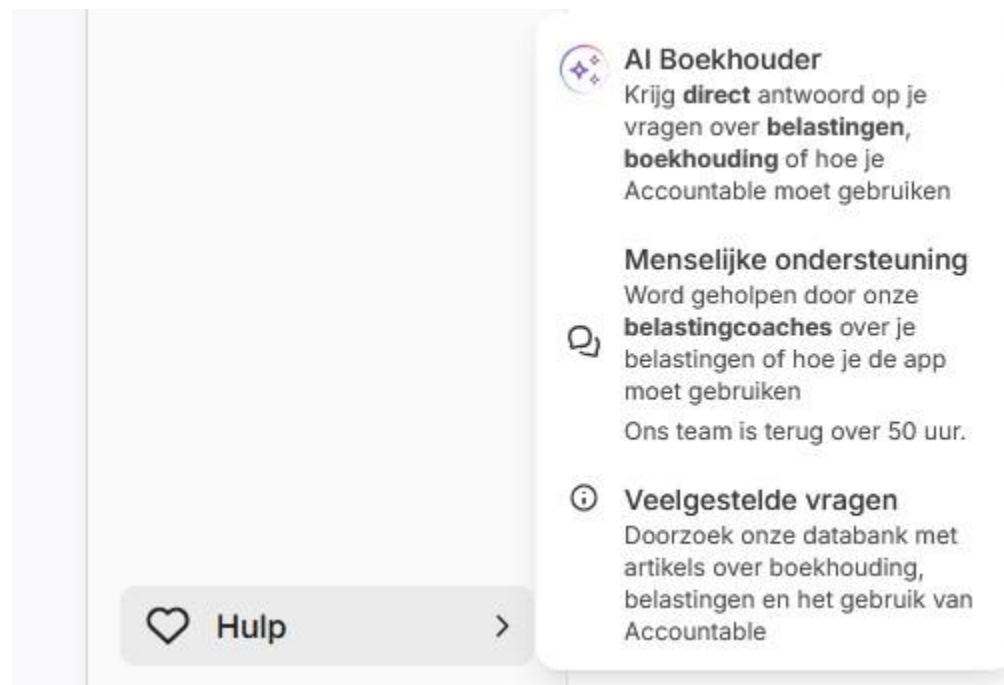 AI Boekhouder
Krijg direct antwoord op je
vragen over belastingen,
boekhouding of hoe je
Accountable moet gebruiken
Menselijke ondersteuning
Word geholpen door onze
belastingcoaches over je
belastingen of hoe je de app
moet gebruiken
Ons team is terug over 50 uur.
Veelgestelde vragen
Doorzoek onze databank met
artikels over boekhouding,
belastingen en het gebruik van
Accountable
Hulp